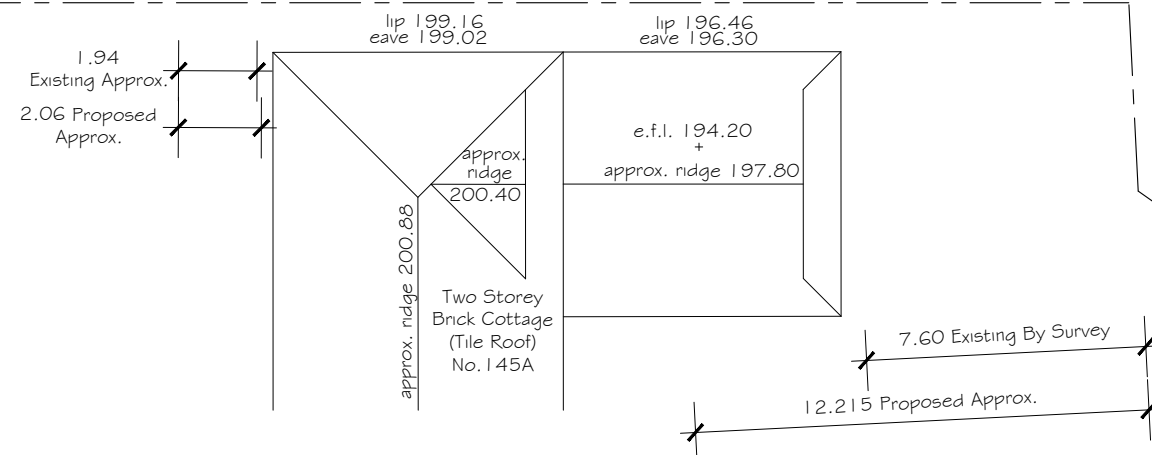 lip 199.16
eave 199.02
lip 196.46
eave 196.30
1.94
Existing Approx.
2.06 Proposed
Approx.
e.f.l. 194.20
+
approx. ridge 197.80
approx.
ridge
200.40
approx. ridge 200.88
Two Storey
Brick Cottage
(Tile Roof)
No.145A
7.60 Existing By Survey
12.215 Proposed Approx.